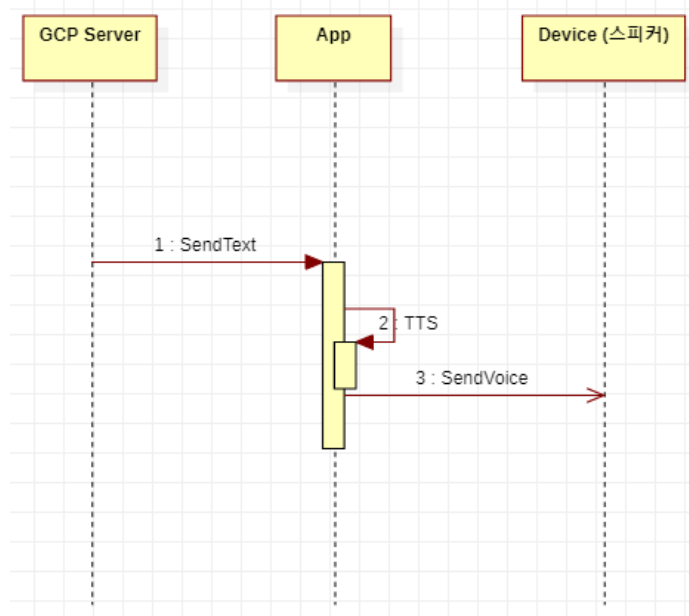 GCP Server
App
Device (스피커)
1 : SendText
2 : TTS
3 : SendVoice